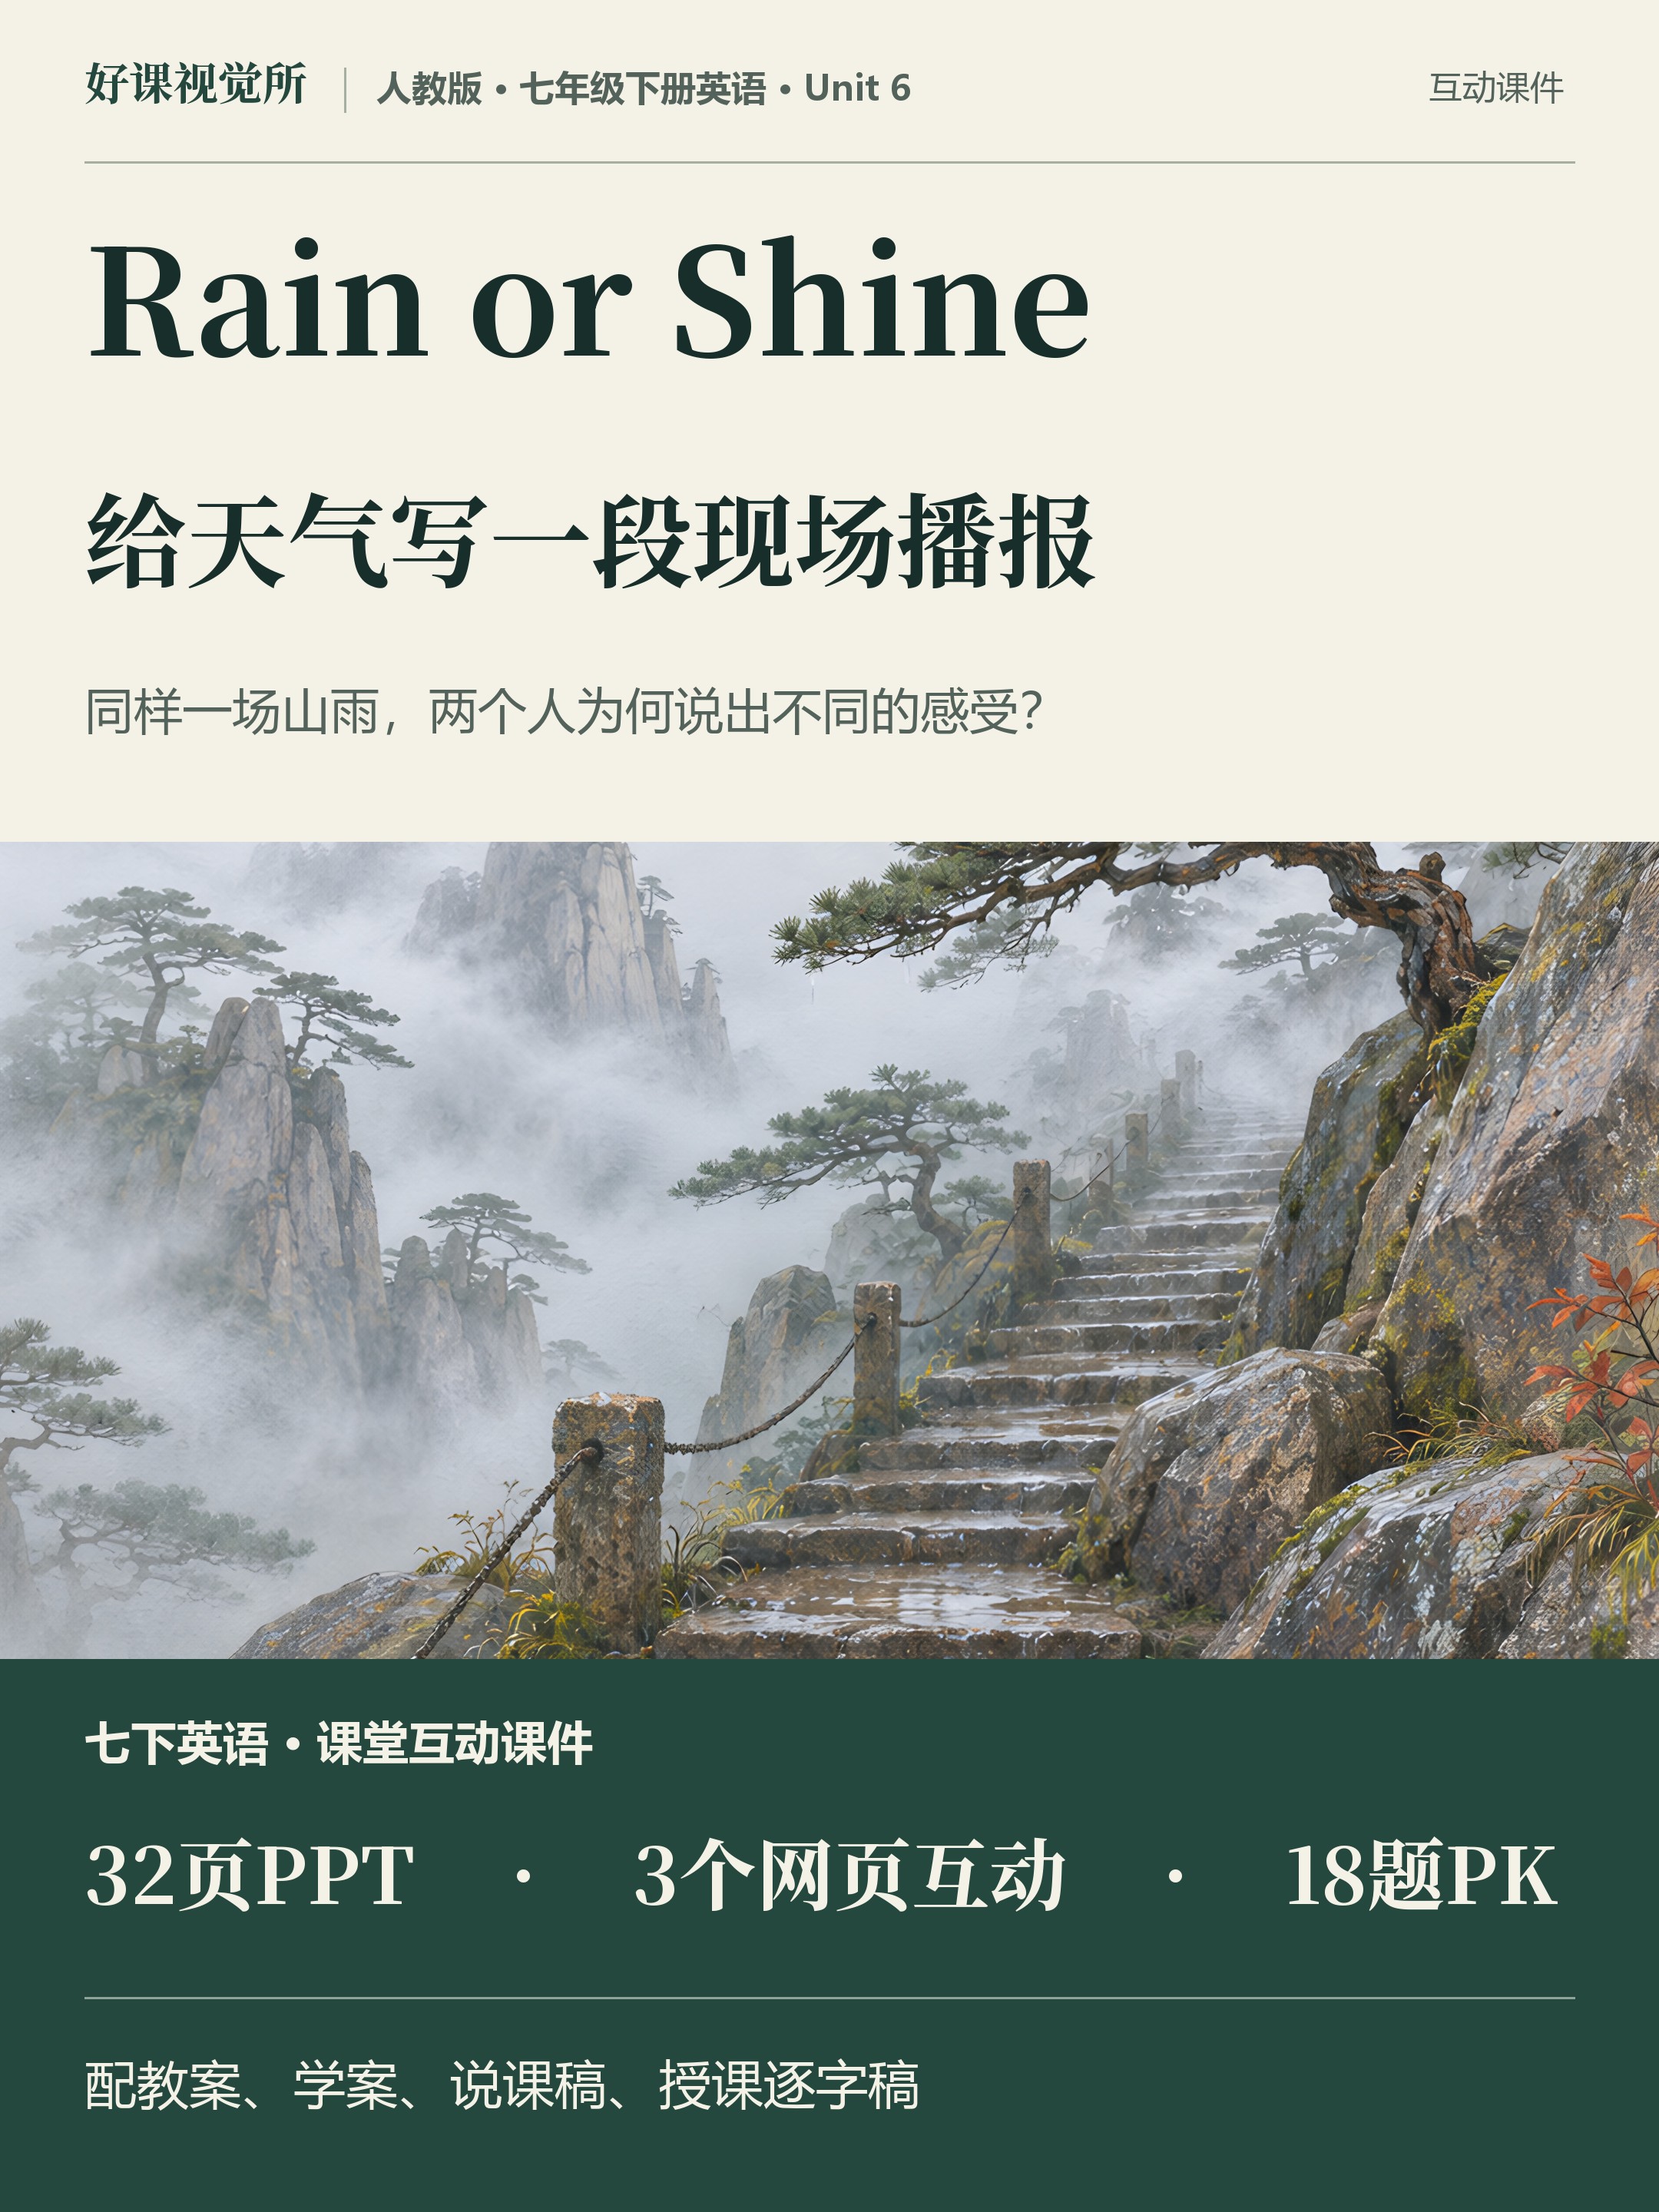 好课视觉所 | 人教版·七年级下册英语·Unit 6 互动课件
Rain or Shine
给天气写一段现场播报
同样一场山雨，两个人为何说出不同的感受？
七下英语·课堂互动课件
32页PPT · 3个网页互动 · 18题PK
配教案、学案、说课稿、授课逐字稿